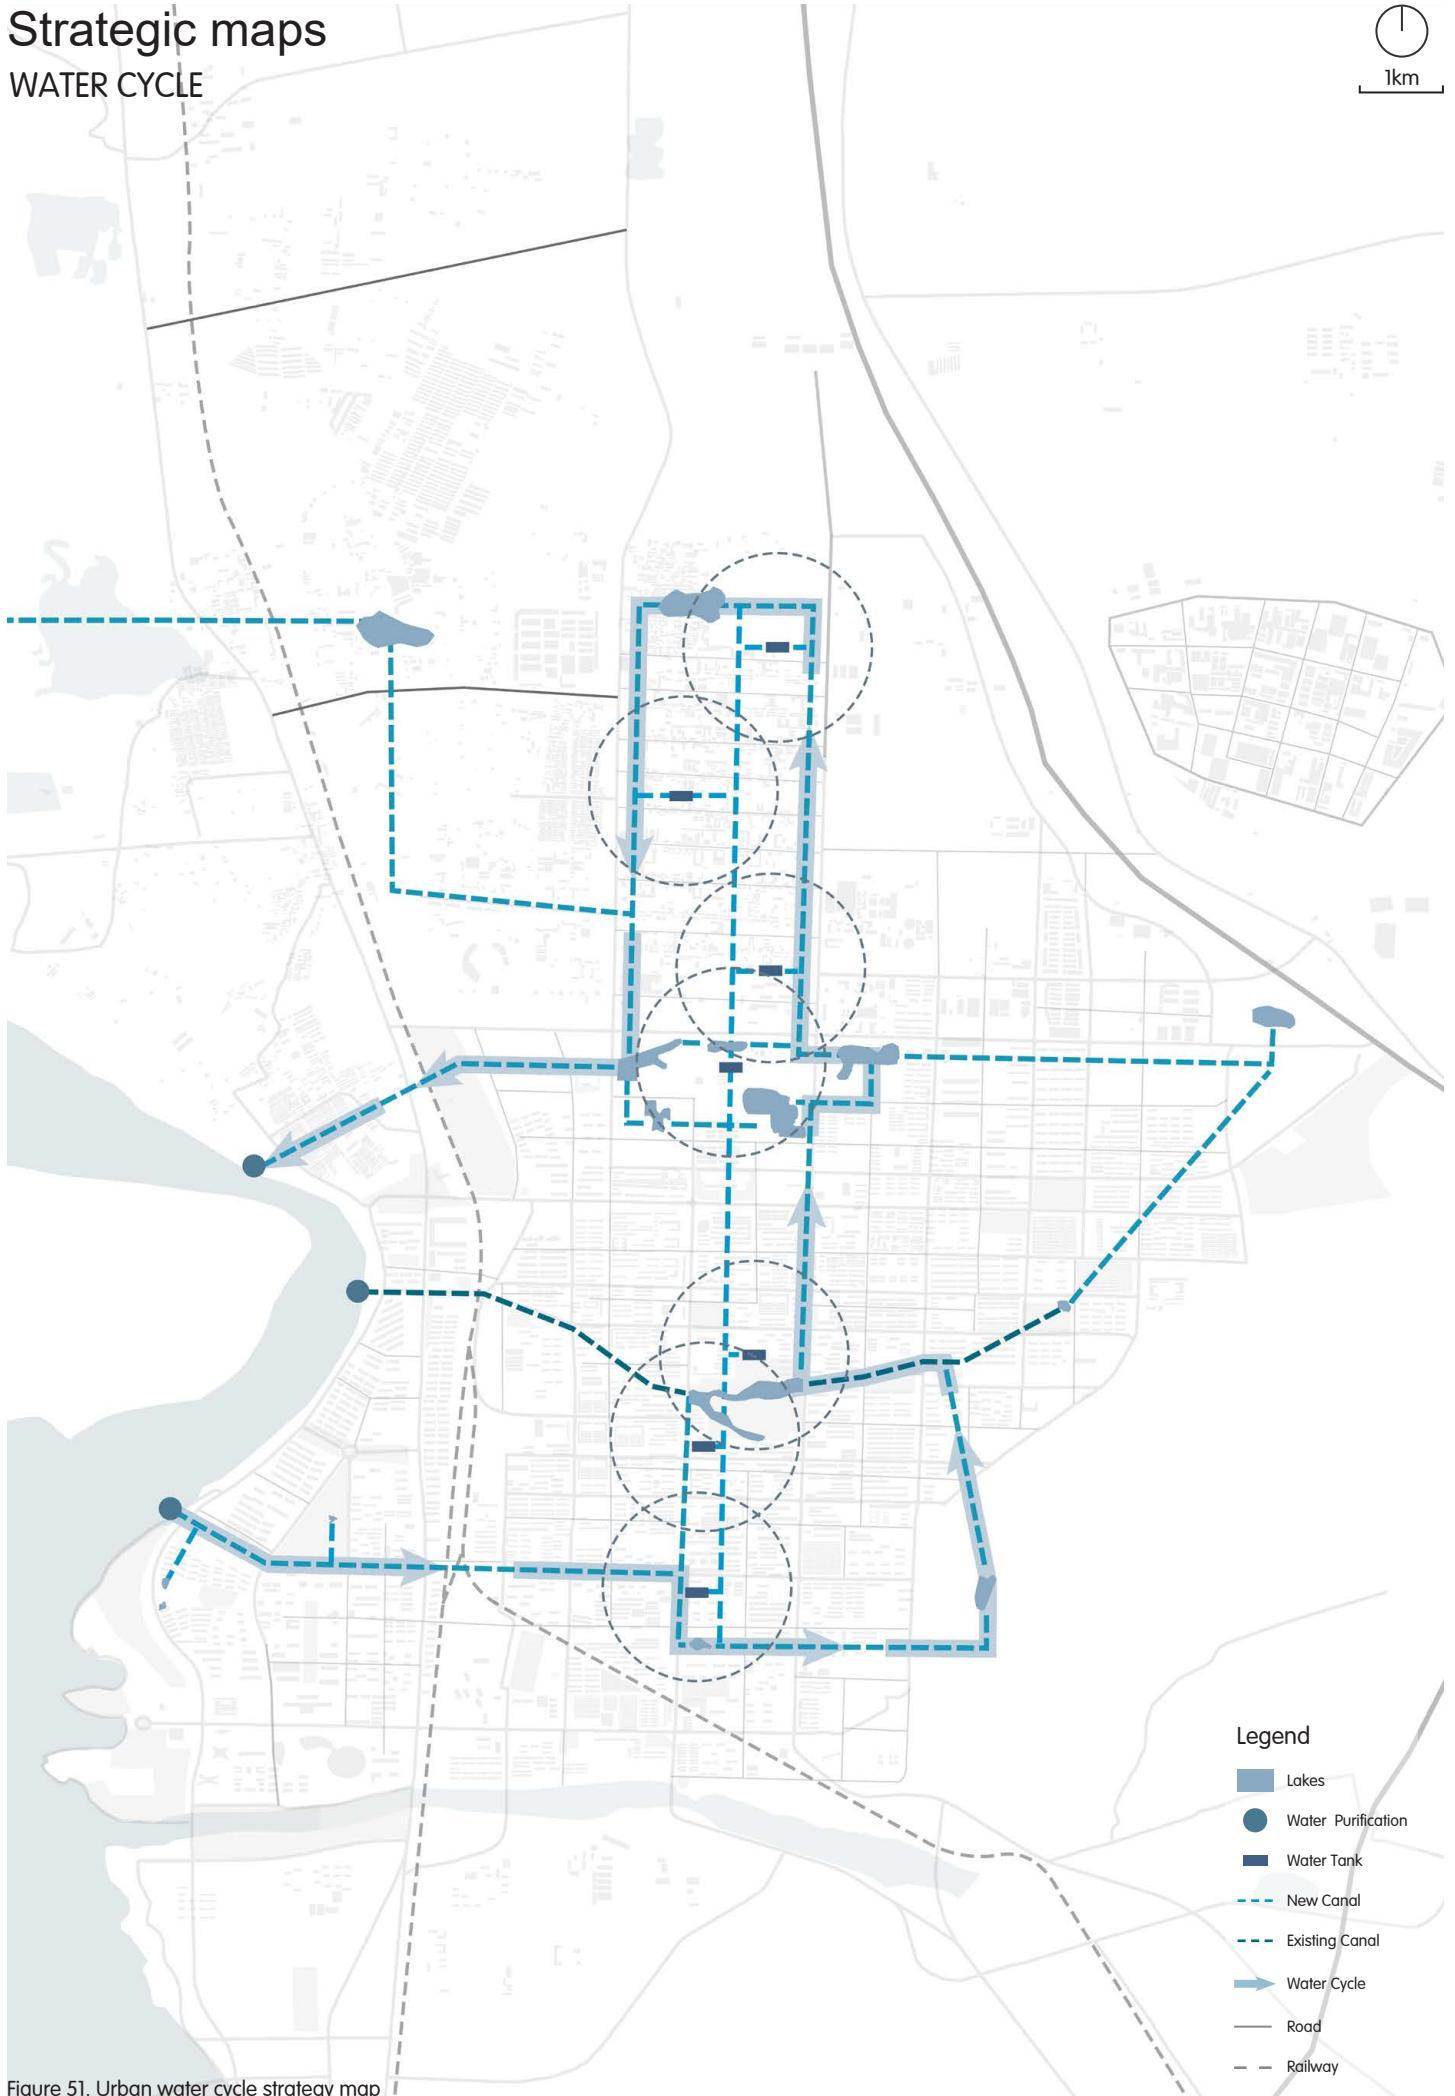 Strategic maps
WATER CYCLE
1km
Legend
Lakes
Water Purification
Water Tank
New Canal
Existing Canal
Water Cycle
Road
Railway
Figure 51. Urban water cycle strategy map